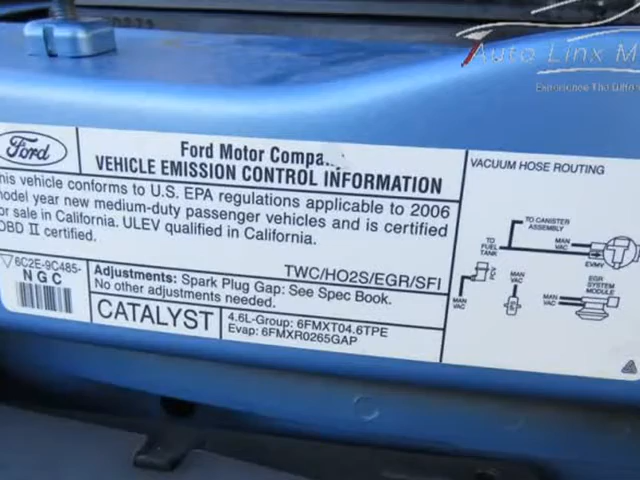 Auto Linx M
Experience The Differ
Ford
Ford Motor Compa
VEHICLE EMISSION CONTROL INFORMATION
his vehicle conforms to U.S. EPA regulations applicable to 2006
odel year new medium-duty passenger vehicles and is certified
or sale in California. ULEV qualified in California.
OBD II certified.
TWC/HO2S/EGR/SFI
6C2E-9C485-
NGC
Adjustments: Spark Plug Gap: See Spec Book.
No other adjustments needed.
CATALYST
4.6L-Group: 6FMXT04.6TPE
Evap: 6FMXR0265GAP
VACUUM HOSE ROUTING
TO CANISTER
ASSEMBLY
TO
FUEL
TANK
MAN
VAC
EVMV
MAN
VAC
MAN
VAC
MAN
VAC
EGR
SYSTEM
MODULE